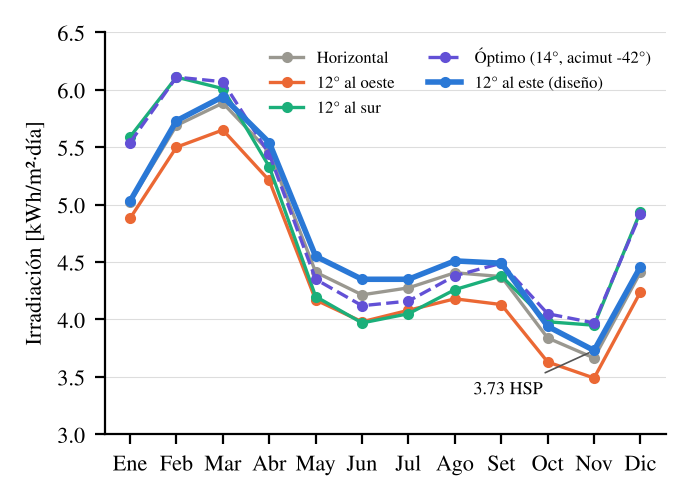 6.5
6.0
5.5
5.0
4.5
4.0
3.5
3.0
Irradiación [kWh/m²·día]
Horizontal
12° al oeste
12° al sur
Óptimo (14°, acimut -42°)
12° al este (diseño)
3.73 HSP
Ene Feb Mar Abr May Jun Jul Ago Set Oct Nov Dic